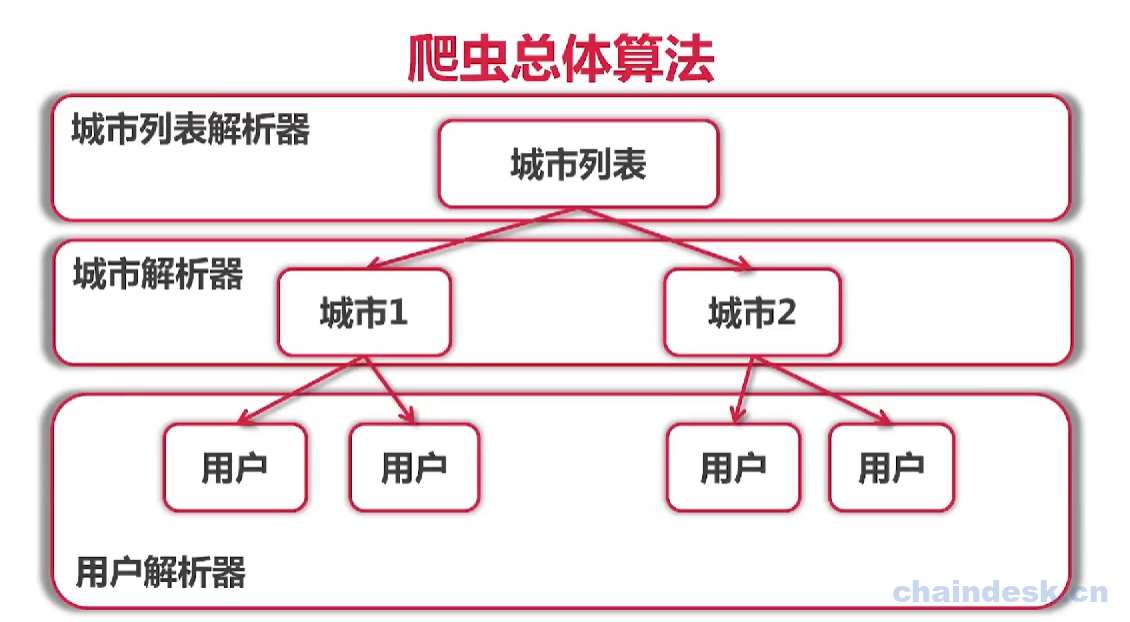 爬虫总体算法
城市列表解析器
城市列表
城市解析器
城市1
城市2
用户
用户
用户
用户
用户解析器
chaindesk.cn